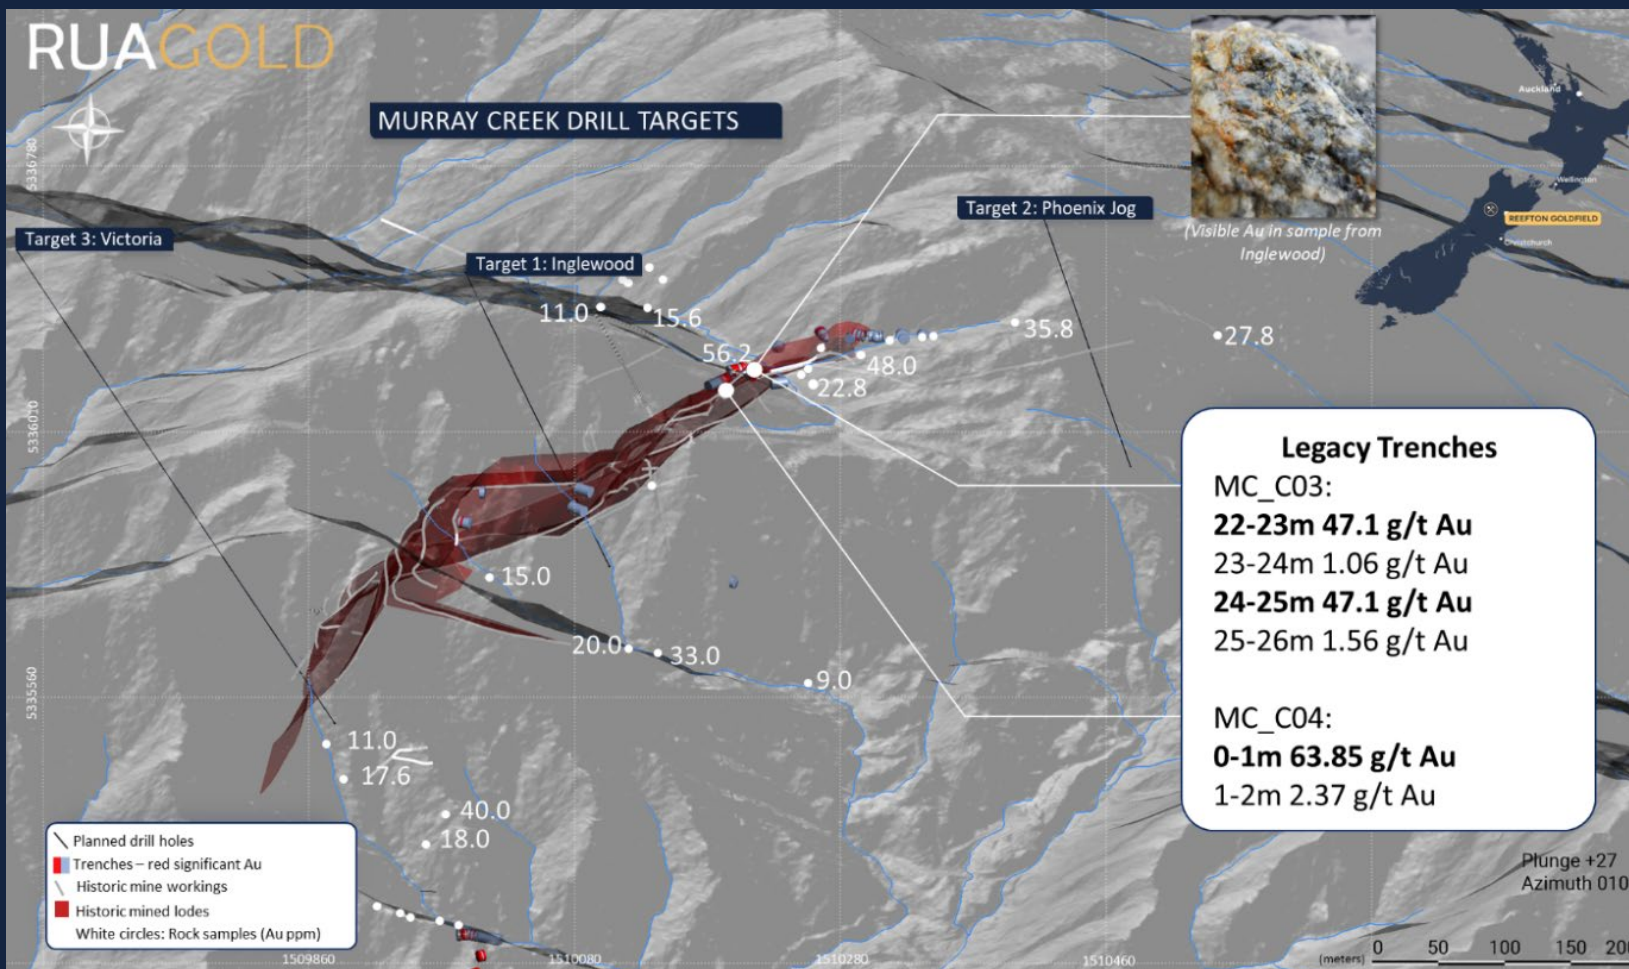 RUAGOLD
MURRAY CREEK DRILL TARGETS
Auckland
Wellington
REEFTON GOLDFIELD
Christchurch
(Visible Au in sample from
Inglewood)
5336780
Target 2: Phoenix Jog
Target 3: Victoria
Target 1: Inglewood
11.0
15.6
35.8
27.8
56.2
48.0
22.8
5336010
Legacy Trenches
MC_C03:
22-23m 47.1 g/t Au
23-24m 1.06 g/t Au
24-25m 47.1 g/t Au
25-26m 1.56 g/t Au
MC_C04:
0-1m 63.85 g/t Au
1-2m 2.37 g/t Au
15.0
20.0
33.0
9.0
5335560
11.0
17.6
40.0
18.0
Planned drill holes
Trenches – red significant Au
Historic mine workings
Historic mined lodes
White circles: Rock samples (Au ppm)
Plunge +27
Azimuth 010
0 50 100 150 200
(meters)
1509860 1510080 1510280 1510460